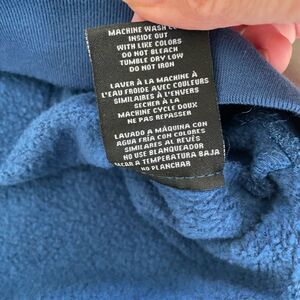 MACHINE WASH
INSIDE OUT
WITH LIKE COLORS
DO NOT BLEACH
TUMBLE DRY LOW
DO NOT IRON
LAVER À LA MACHINE À
L'EAU FROIDE AVEC COULEURS
SIMILAIRES À L'ENVERS
SECHER À LA
MACHINE CYCLE DOUX
NE PAS REPASSER
LAVADO A MÁQUINA CON
AGUA FRÍA CON COLORES
SIMILARES AL REVÉS
NO USE BLANQUEADOR
A TEMPERATURA BAJA
NO PLANCHAR